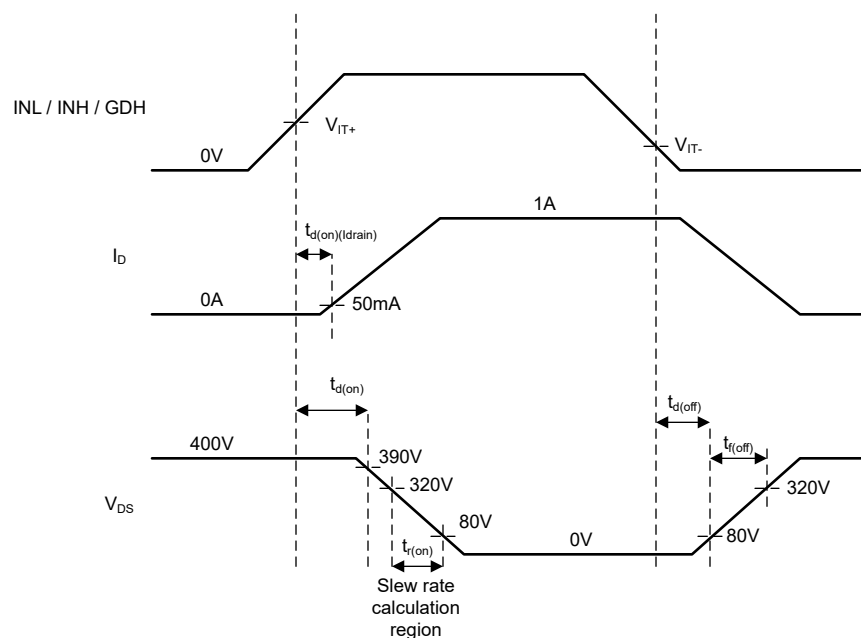 INL / INH / GDH
V_IT+
V_IT-
0V
1A
t_d(on)(Idrain)
I_D
0A
50mA
t_d(on)
t_d(off)
400V
390V
t_f(off)
320V
320V
V_DS
80V
0V
80V
t_r(on)
Slew rate
calculation
region